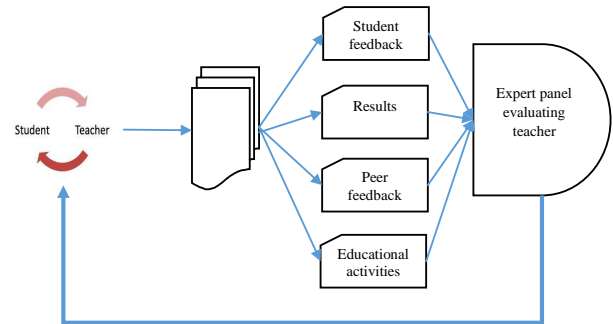 Student Teacher
Student
feedback
Results
Peer
feedback
Educational
activities
Expert panel
evaluating
teacher